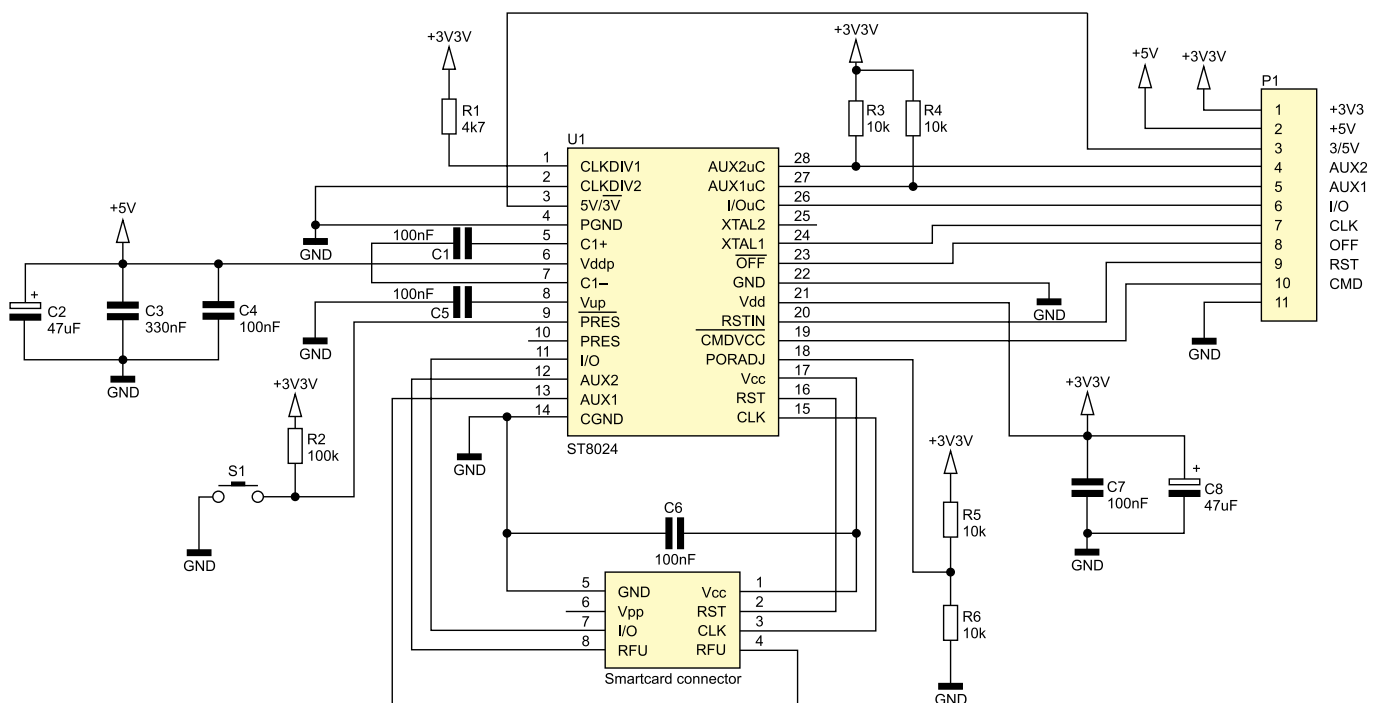 +3V3V
R1
4k7
+3V3V
R3
10k
R4
10k
+5V
+3V3V
P1
1 +3V3
2 +5V
3 3/5V
4 AUX2
5 AUX1
6 I/O
7 CLK
8 OFF
9 RST
10 CMD
11
GND
U1
1 CLKDIV1
2 CLKDIV2
3 5V/3V
4 PGND
5 C1+
6 Vddp
7 C1–
8 Vup
9 PRES
10 PRES
11 I/O
12 AUX2
13 AUX1
14 CGND
AUX2uC 28
AUX1uC 27
I/OuC 26
XTAL2 25
XTAL1 24
OFF 23
GND 22
Vdd 21
RSTIN 20
CMDVCC 19
PORADJ 18
Vcc 17
RST 16
CLK 15
ST8024
GND
GND
100nF
C1
100nF
C5
GND
+5V
+
C2
47uF
C3
330nF
C4
100nF
GND
+3V3V
R2
100k
S1
GND
GND
C6
100nF
5 GND
6 Vpp
7 I/O
8 RFU
Vcc 1
RST 2
CLK 3
RFU 4
Smartcard connector
+3V3V
R5
10k
R6
10k
GND
+3V3V
C7
100nF
+
C8
47uF
GND